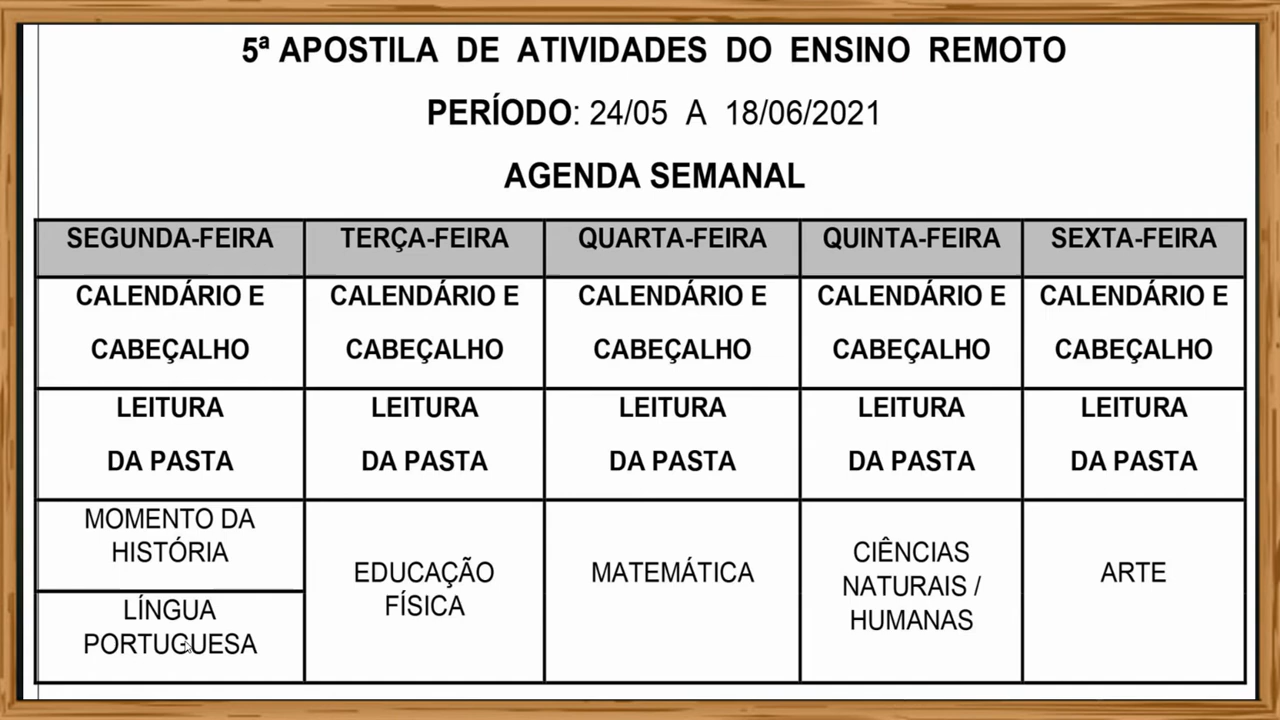 5ª APOSTILA DE ATIVIDADES DO ENSINO REMOTO
PERÍODO: 24/05 A 18/06/2021
AGENDA SEMANAL
SEGUNDA-FEIRA TERÇA-FEIRA QUARTA-FEIRA QUINTA-FEIRA SEXTA-FEIRA
CALENDÁRIO E CALENDÁRIO E CALENDÁRIO E CALENDÁRIO E CALENDÁRIO E
CABEÇALHO CABEÇALHO CABEÇALHO CABEÇALHO CABEÇALHO
LEITURA LEITURA LEITURA LEITURA LEITURA
DA PASTA DA PASTA DA PASTA DA PASTA DA PASTA
MOMENTO DA
HISTÓRIA
LÍNGUA
PORTUGUESA
EDUCAÇÃO
FÍSICA
MATEMÁTICA
CIÊNCIAS
NATURAIS /
HUMANAS
ARTE